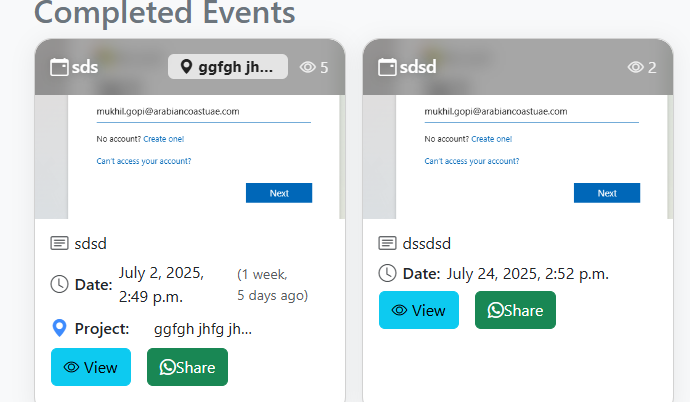 Completed Events
sds ggfgh jh... 5
mukhil.gopi@arabiancoastuae.com
No account? Create one!
Can't access your account?
Next
sdsd
Date: July 2, 2025, 2:49 p.m. (1 week, 5 days ago)
Project: ggfgh jhfg jh...
View Share
sdsd 2
mukhil.gopi@arabiancoastuae.com
No account? Create one!
Can't access your account?
Next
dssdsd
Date: July 24, 2025, 2:52 p.m.
View Share